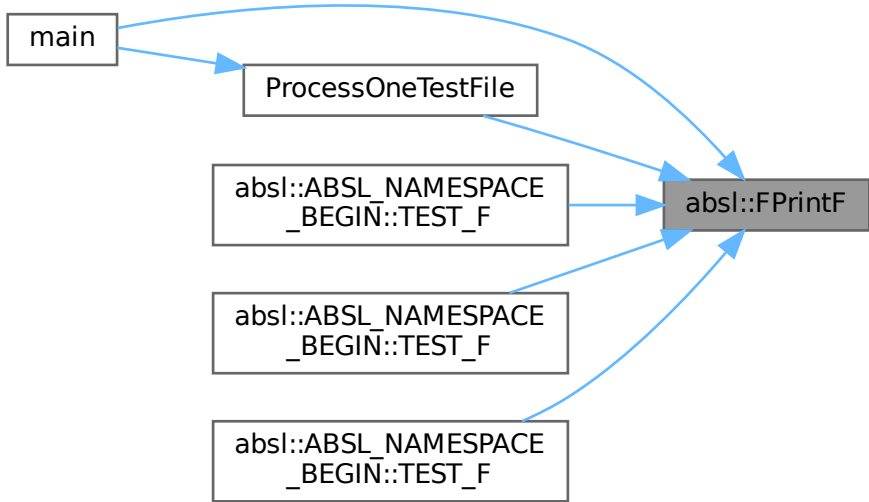 main
ProcessOneTestFile
absl::ABSL_NAMESPACE
_BEGIN::TEST_F
absl::FPrintF
absl::ABSL_NAMESPACE
_BEGIN::TEST_F
absl::ABSL_NAMESPACE
_BEGIN::TEST_F